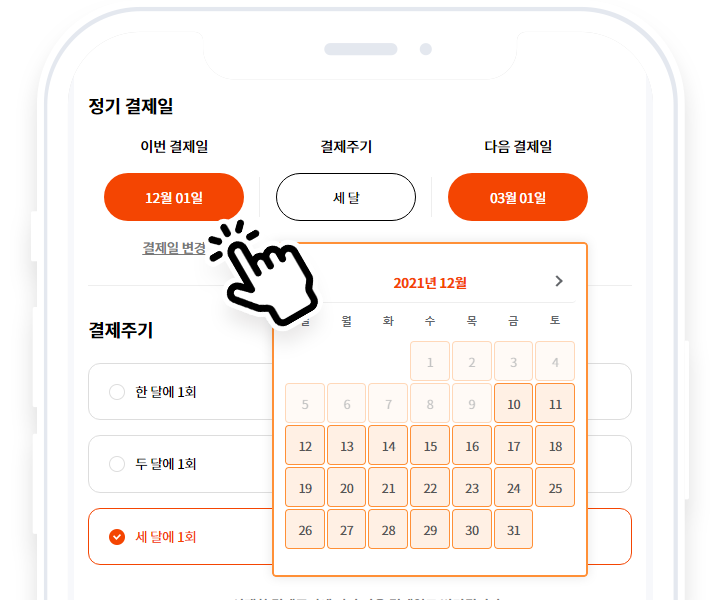 정기 결제일
이번 결제일
결제주기
다음 결제일
12월 01일
세 달
03월 01일
결제일 변경
2021년 12월
일 월 화 수 목 금 토
1 2 3 4
5 6 7 8 9 10 11
12 13 14 15 16 17 18
19 20 21 22 23 24 25
26 27 28 29 30 31
결제주기
한 달에 1회
두 달에 1회
세 달에 1회